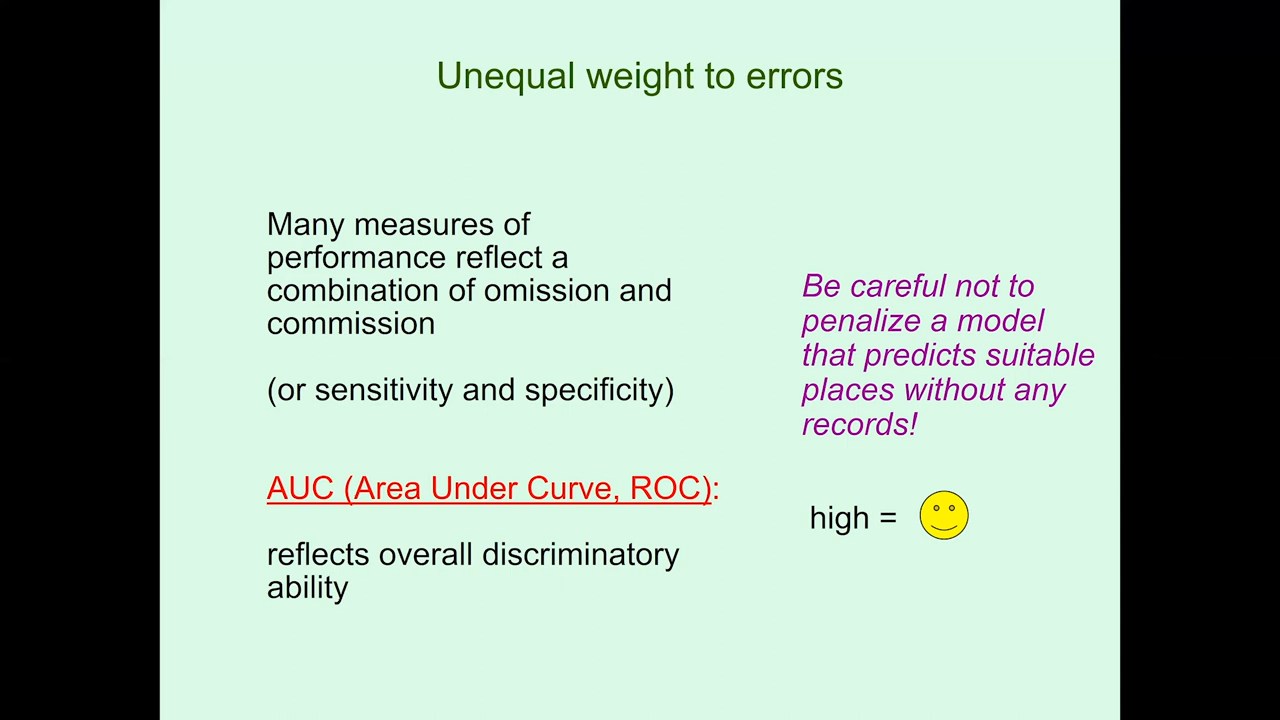 Unequal weight to errors
Many measures of
performance reflect a
combination of omission and
commission
(or sensitivity and specificity)
AUC (Area Under Curve, ROC):
reflects overall discriminatory
ability
Be careful not to
penalize a model
that predicts suitable
places without any
records!
high =